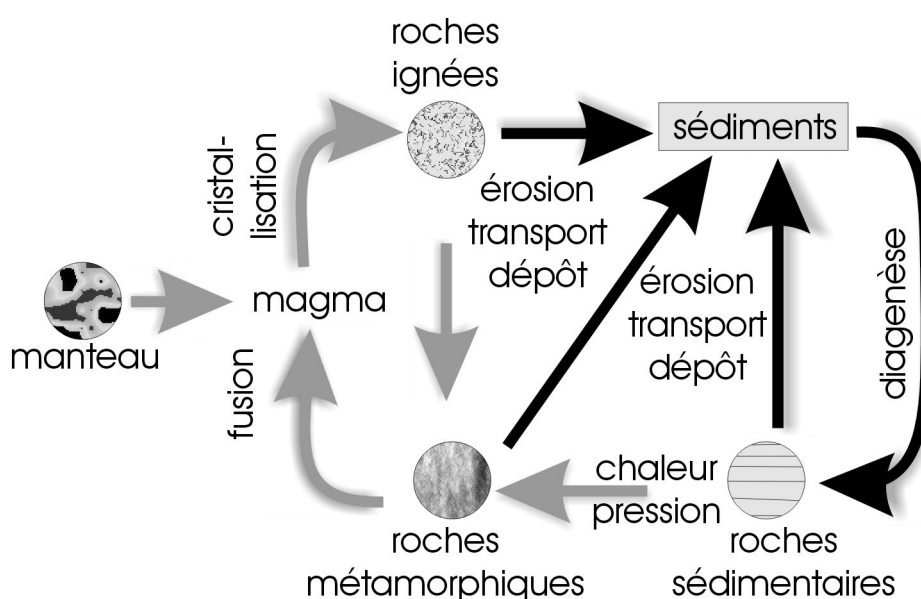 roches
ignées
sédiments
cristal-
lisation
érosion
transport
dépôt
érosion
transport
dépôt
diagenèse
magma
manteau
fusion
chaleur
pression
roches
métamorphiques
roches
sédimentaires